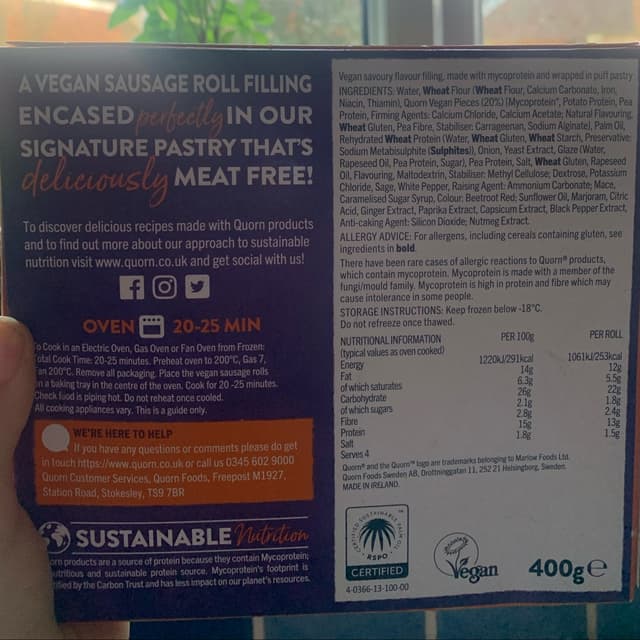 A VEGAN SAUSAGE ROLL FILLING
ENCASED perfectly IN OUR
SIGNATURE PASTRY THAT'S
deliciously MEAT FREE!
To discover delicious recipes made with Quorn products
and to find out more about our approach to sustainable
nutrition visit www.quorn.co.uk and get social with us!
OVEN 20-25 MIN
To Cook in an Electric Oven, Gas Oven or Fan Oven from Frozen:
Total Cook Time: 20-25 minutes. Preheat oven to 200°C, Gas 7,
Fan 200°C. Remove all packaging. Place the vegan sausage rolls
on a baking tray in the centre of the oven. Cook for 20 -25 minutes.
Check food is piping hot. Do not reheat once cooled.
All cooking appliances vary. This is a guide only.
WE'RE HERE TO HELP
If you have any questions or comments please do get
in touch https://www.quorn.co.uk or call us 0345 602 9000
Quorn Customer Services, Quorn Foods, Freepost M1927,
Station Road, Stokesley, TS9 7BR
SUSTAINABLE Nutrition
orn products are a source of protein because they contain Mycoprotein;
nutritious and sustainable protein source. Mycoprotein's footprint is
ified by the Carbon Trust and has less impact on our planet's resources.
Vegan savoury flavour filling, made with mycoprotein and wrapped in puff pastry
INGREDIENTS: Water, Wheat Flour (Wheat Flour, Calcium Carbonate, Iron,
Niacin, Thiamin), Quorn Vegan Pieces (20%) [Mycoprotein*, Potato Protein, Pea
Protein, Firming Agents: Calcium Chloride, Calcium Acetate; Natural Flavouring,
Wheat Gluten, Pea Fibre, Stabiliser: Carrageenan, Sodium Alginate], Palm Oil,
Rehydrated Wheat Protein (Water, Wheat Gluten, Wheat Starch, Preservative:
Sodium Metabisulphite (Sulphites)), Onion, Yeast Extract, Glaze (Water,
Rapeseed Oil, Pea Protein, Sugar), Pea Protein, Salt, Wheat Gluten, Rapeseed
Oil, Flavouring, Maltodextrin, Stabiliser: Methyl Cellulose; Dextrose, Potassium
Chloride, Sage, White Pepper, Raising Agent: Ammonium Carbonate; Mace,
Caramelised Sugar Syrup, Colour: Beetroot Red; Sunflower Oil, Marjoram, Citric
Acid, Ginger Extract, Paprika Extract, Capsicum Extract, Black Pepper Extract,
Anti-caking Agent: Silicon Dioxide; Nutmeg Extract.
ALLERGY ADVICE: For allergens, including cereals containing gluten, see
ingredients in bold.
There have been rare cases of allergic reactions to Quorn® products,
which contain mycoprotein. Mycoprotein is made with a member of the
fungi/mould family. Mycoprotein is high in protein and fibre which may
cause intolerance in some people.
STORAGE INSTRUCTIONS: Keep frozen below -18°C.
Do not refreeze once thawed.
NUTRITIONAL INFORMATION PER 100g PER ROLL
(typical values as oven cooked)
Energy 1220kJ/291kcal 1061kJ/253kcal
Fat 14g 12g
of which saturates 6.3g 5.5g
Carbohydrate 26g 22g
of which sugars 2.1g 1.8g
Fibre 2.8g 2.4g
Protein 15g 13g
Salt 1.8g 1.5g
Serves 4
Quorn® and the Quorn™ logo are trademarks belonging to Marlow Foods Ltd.
Quorn Foods Sweden AB, Drottninggatan 11, 252 21 Helsingborg, Sweden.
MADE IN IRELAND.
CERTIFIED SUSTAINABLE PALM OIL
RSPO
CERTIFIED
4-0366-13-100-00
Vegan
400g e